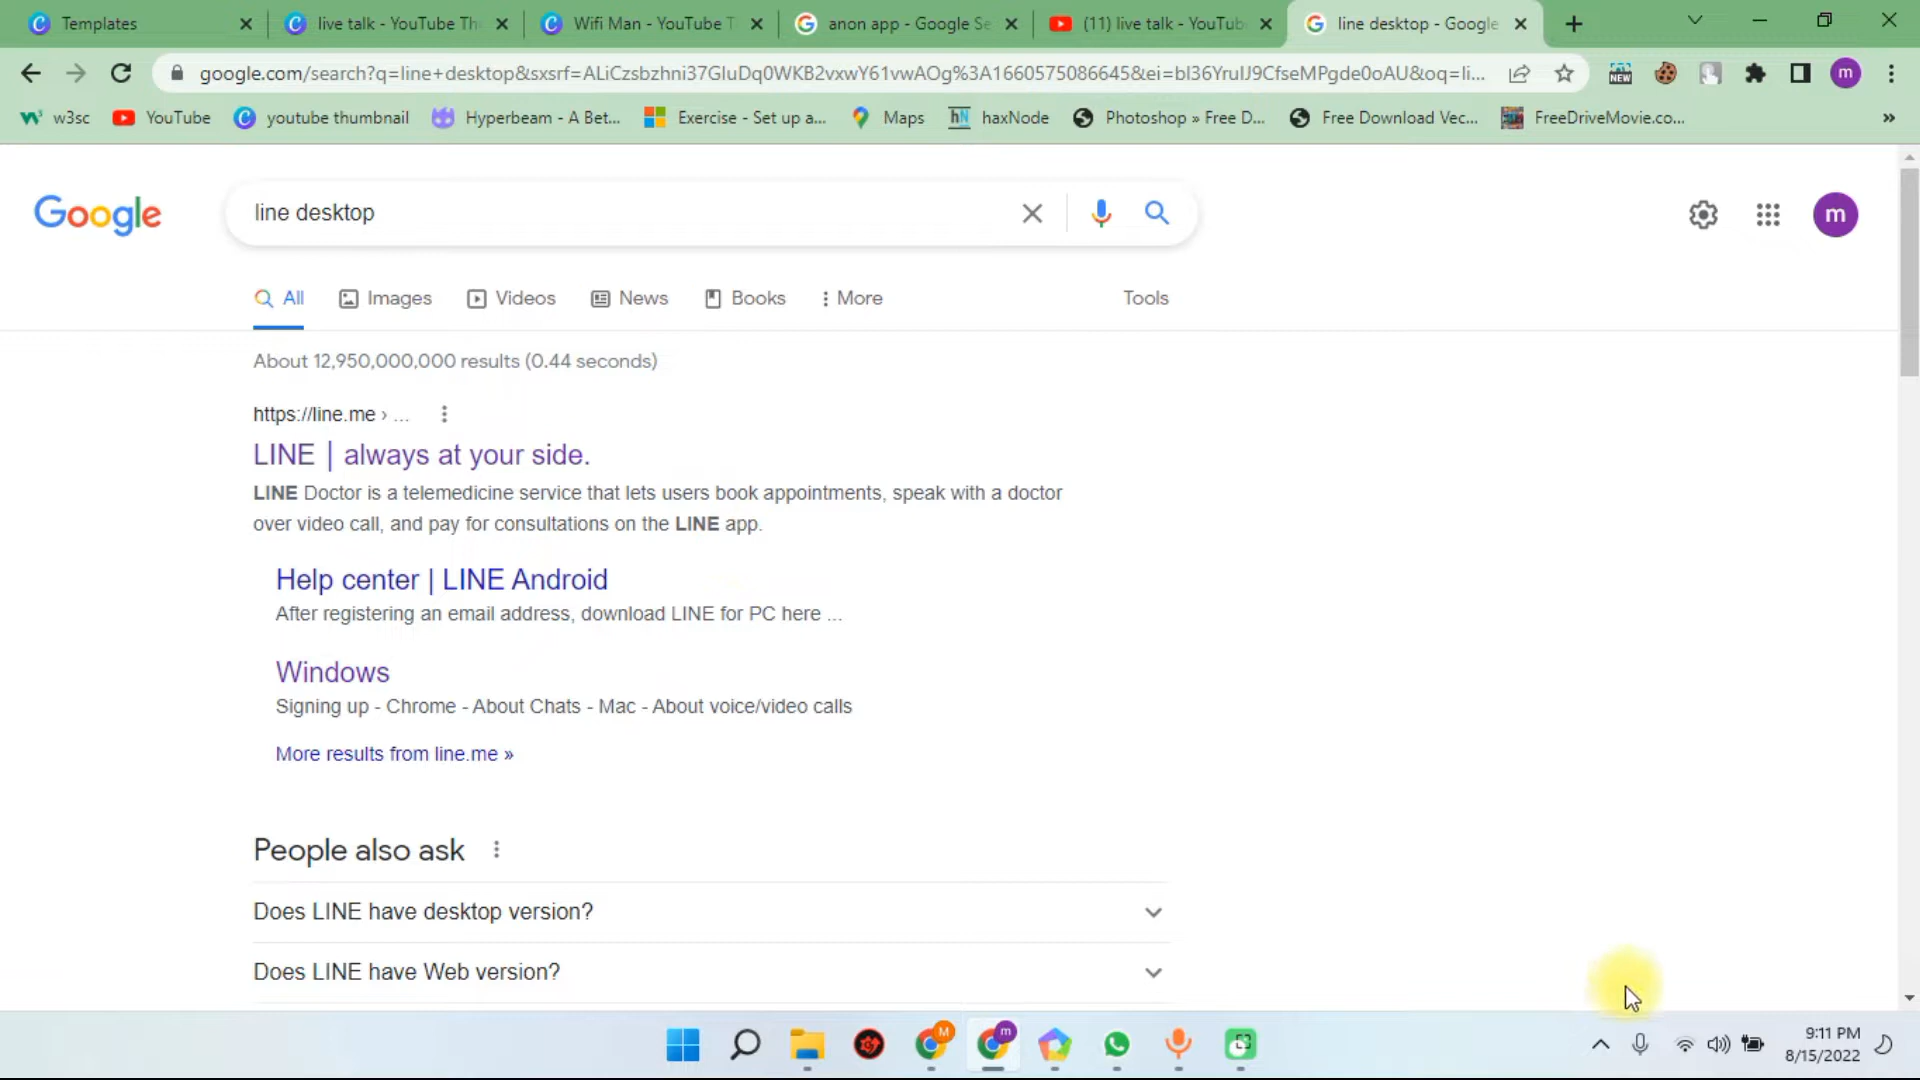 Templates
live talk - YouTube Th
Wifi Man - YouTube T
anon app - Google Se
(11) live talk - YouTub
line desktop - Google
google.com/search?q=line+desktop&sxsrf=ALiCzsbzhni37GIuDq0WKB2vxwY61vwAOg%3A1660575086645&ei=bI36YruIJ9CfseMPgde0oAU&oq=li...
NEW
m
w3sc
YouTube
youtube thumbnail
Hyperbeam - A Bet...
Exercise - Set up a...
Maps
hN haxNode
Photoshop » Free D...
Free Download Vec...
FreeDriveMovie.co...
»
Google
line desktop
m
All
Images
Videos
News
Books
More
Tools
About 12,950,000,000 results (0.44 seconds)
https://line.me › ...
LINE | always at your side.
LINE Doctor is a telemedicine service that lets users book appointments, speak with a doctor
over video call, and pay for consultations on the LINE app.
Help center | LINE Android
After registering an email address, download LINE for PC here ...
Windows
Signing up - Chrome - About Chats - Mac - About voice/video calls
More results from line.me »
People also ask
Does LINE have desktop version?
Does LINE have Web version?
M
m
9:11 PM
8/15/2022